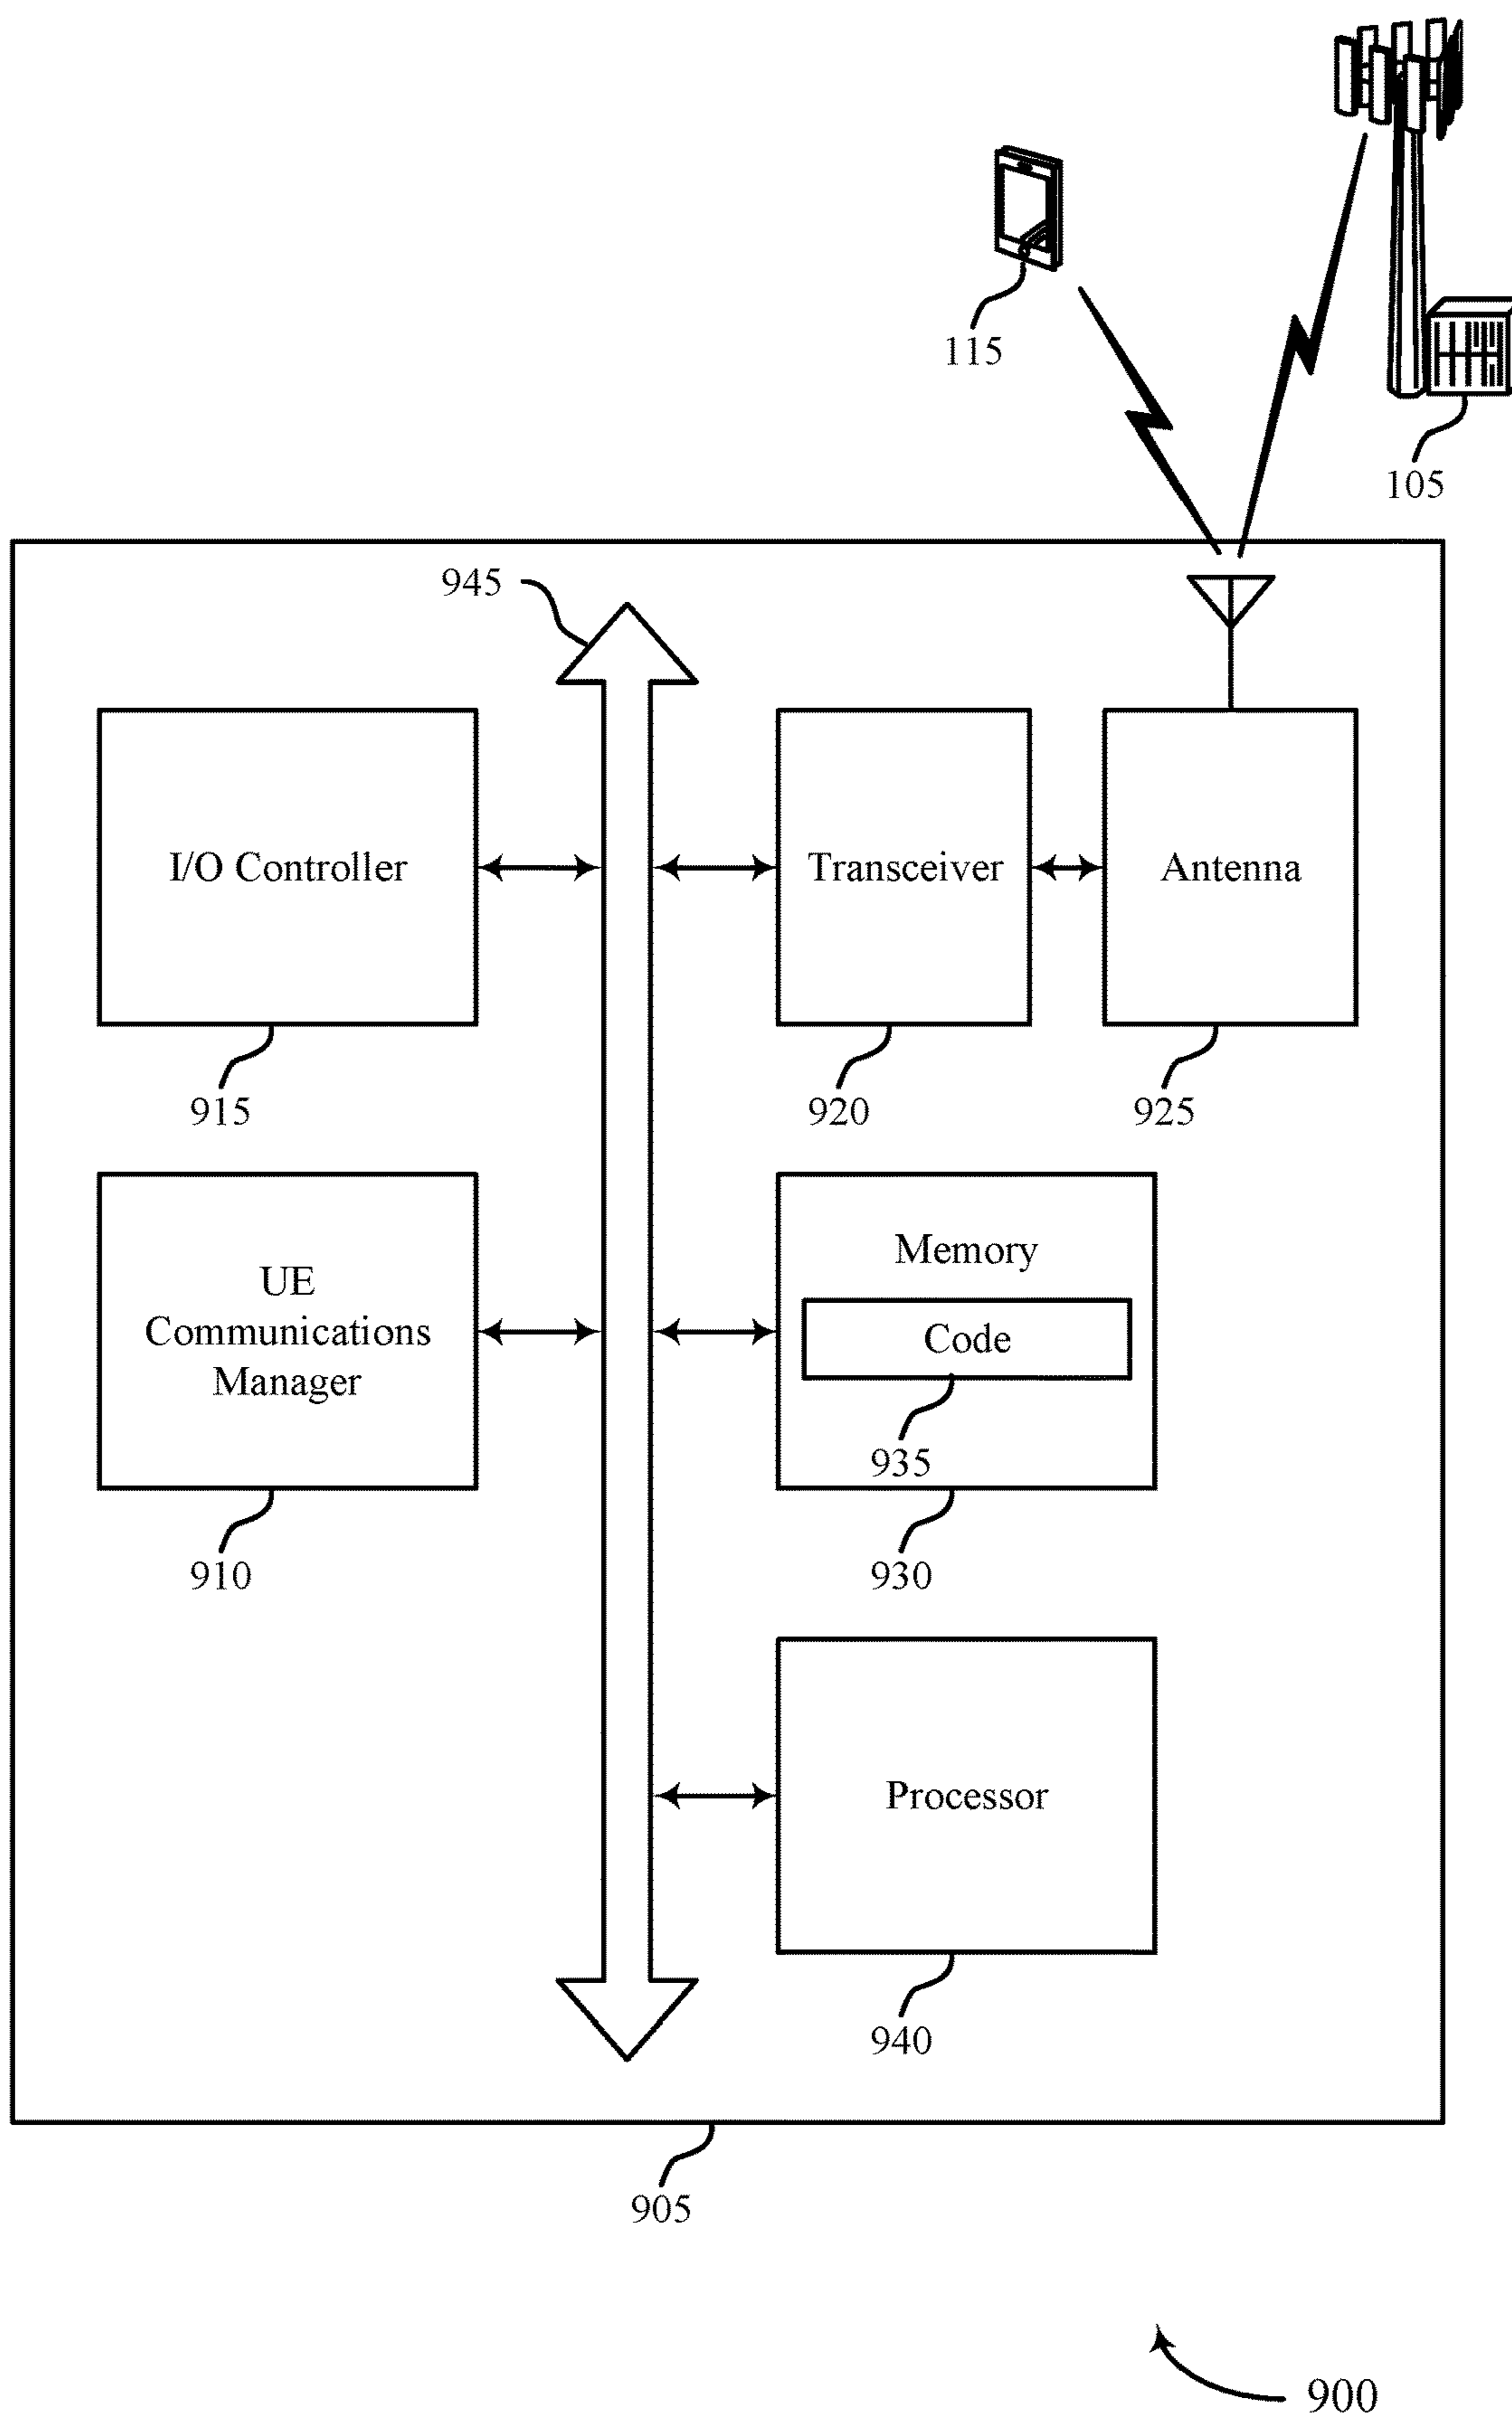 115
105
945
I/O Controller
Transceiver
Antenna
915
920
925
UE
Communications
Manager
Memory
Code
935
910
930
Processor
940
905
900